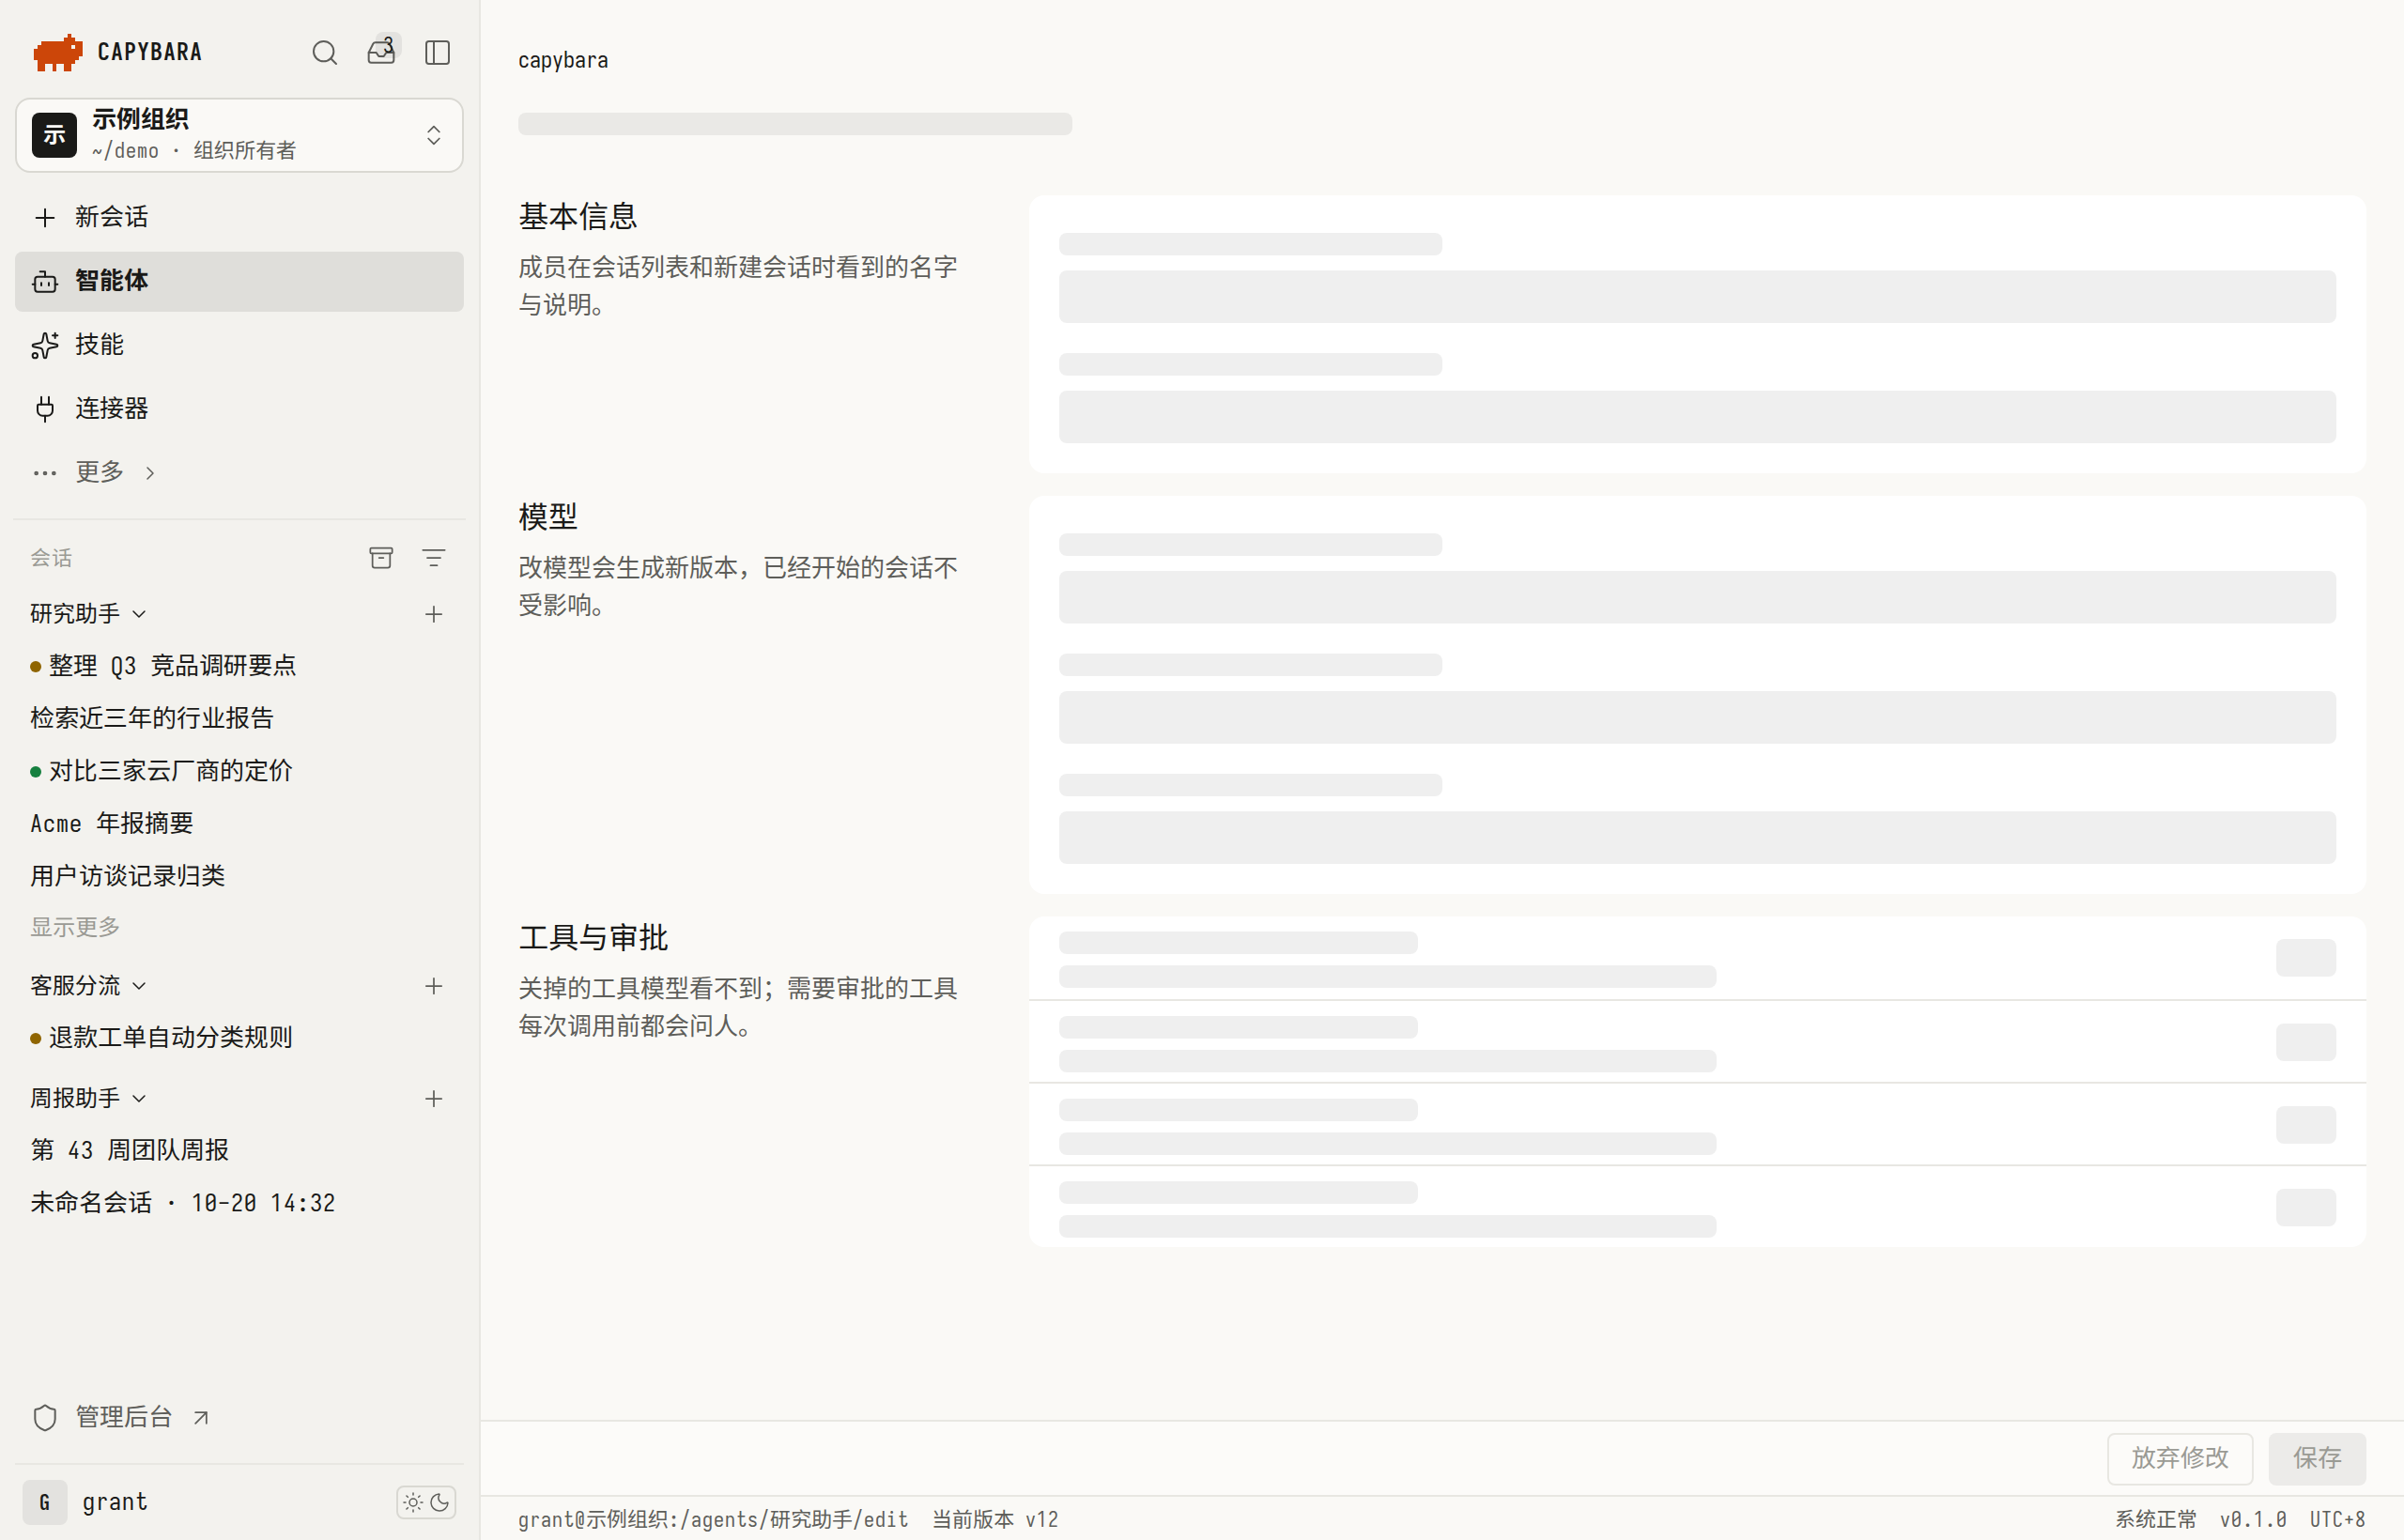 CAPYBARA
3
示 示例组织
~/demo · 组织所有者
新会话
智能体
技能
连接器
更多
会话
研究助手
整理 Q3 竞品调研要点
检索近三年的行业报告
对比三家云厂商的定价
Acme 年报摘要
用户访谈记录归类
显示更多
客服分流
退款工单自动分类规则
周报助手
第 43 周团队周报
未命名会话 · 10-20 14:32
管理后台
G grant
capybara
基本信息
成员在会话列表和新建会话时看到的名字
与说明。
模型
改模型会生成新版本，已经开始的会话不
受影响。
工具与审批
关掉的工具模型看不到；需要审批的工具
每次调用前都会问人。
放弃修改 保存
grant@示例组织:/agents/研究助手/edit 当前版本 v12
系统正常 v0.1.0 UTC+8